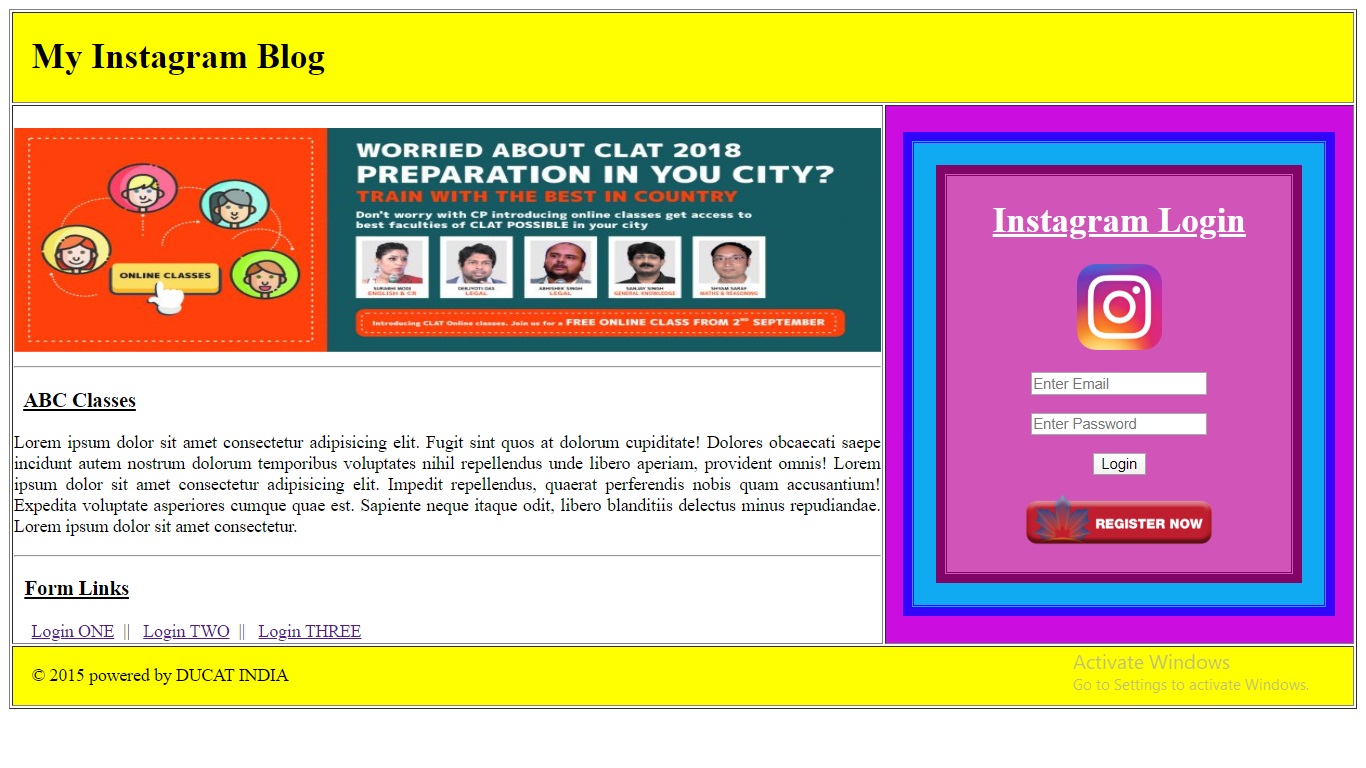 My Instagram Blog
WORRIED ABOUT CLAT 2018
PREPARATION IN YOU CITY?
TRAIN WITH THE BEST IN COUNTRY
Don't worry with CP introducing online classes get access to
best faculties of CLAT POSSIBLE in your city
ONLINE CLASSES
SURABHI MODI
ENGLISH & CR
DEBJYOTI DAS
LEGAL
ABHISHEK SINGH
LEGAL
SANJAY SINGH
GENERAL KNOWLEDGE
SHYAM SARAF
MATHS & REASONING
Introducing CLAT Online classes. Join us for a FREE ONLINE CLASS FROM 2ND SEPTEMBER
ABC Classes
Lorem ipsum dolor sit amet consectetur adipisicing elit. Fugit sint quos at dolorum cupiditate! Dolores obcaecati saepe
incidunt autem nostrum dolorum temporibus voluptates nihil repellendus unde libero aperiam, provident omnis! Lorem
ipsum dolor sit amet consectetur adipisicing elit. Impedit repellendus, quaerat perferendis nobis quam accusantium!
Expedita voluptate asperiores cumque quae est. Sapiente neque itaque odit, libero blanditiis delectus minus repudiandae.
Lorem ipsum dolor sit amet consectetur.
Form Links
Login ONE || Login TWO || Login THREE
Instagram Login
Enter Email
Enter Password
Login
REGISTER NOW
© 2015 powered by DUCAT INDIA
Activate Windows
Go to Settings to activate Windows.